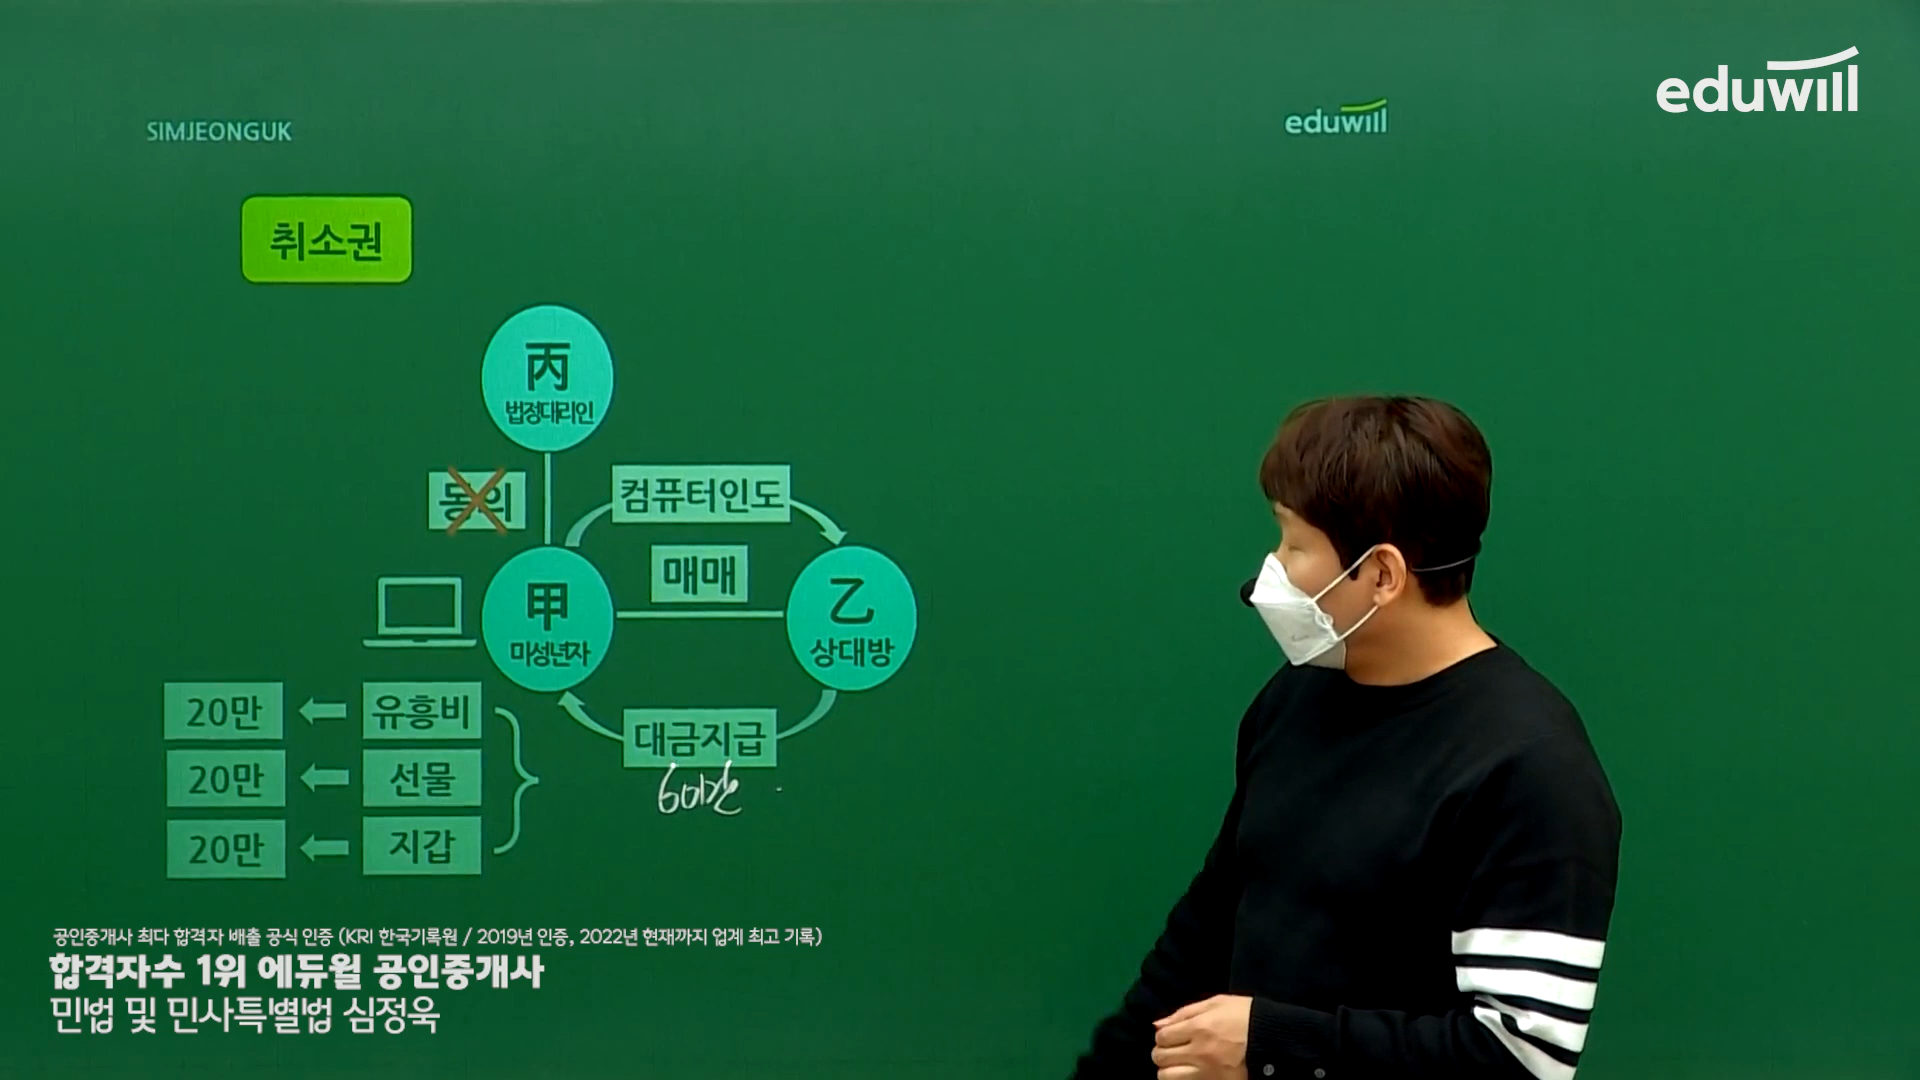 eduwill
SIMJEONGUK
eduwill
취소권
丙
법정대리인
동의
컴퓨터인도
매매
甲
미성년자
乙
상대방
20만
유흥비
대금지급
60만
20만
선물
20만
지갑
공인중개사 최다 합격자 배출 공식 인증 (KRI 한국기록원 / 2019년 인증, 2022년 현재까지 업계 최고 기록)
합격자수 1위 에듀윌 공인중개사
민법 및 민사특별법 심정욱